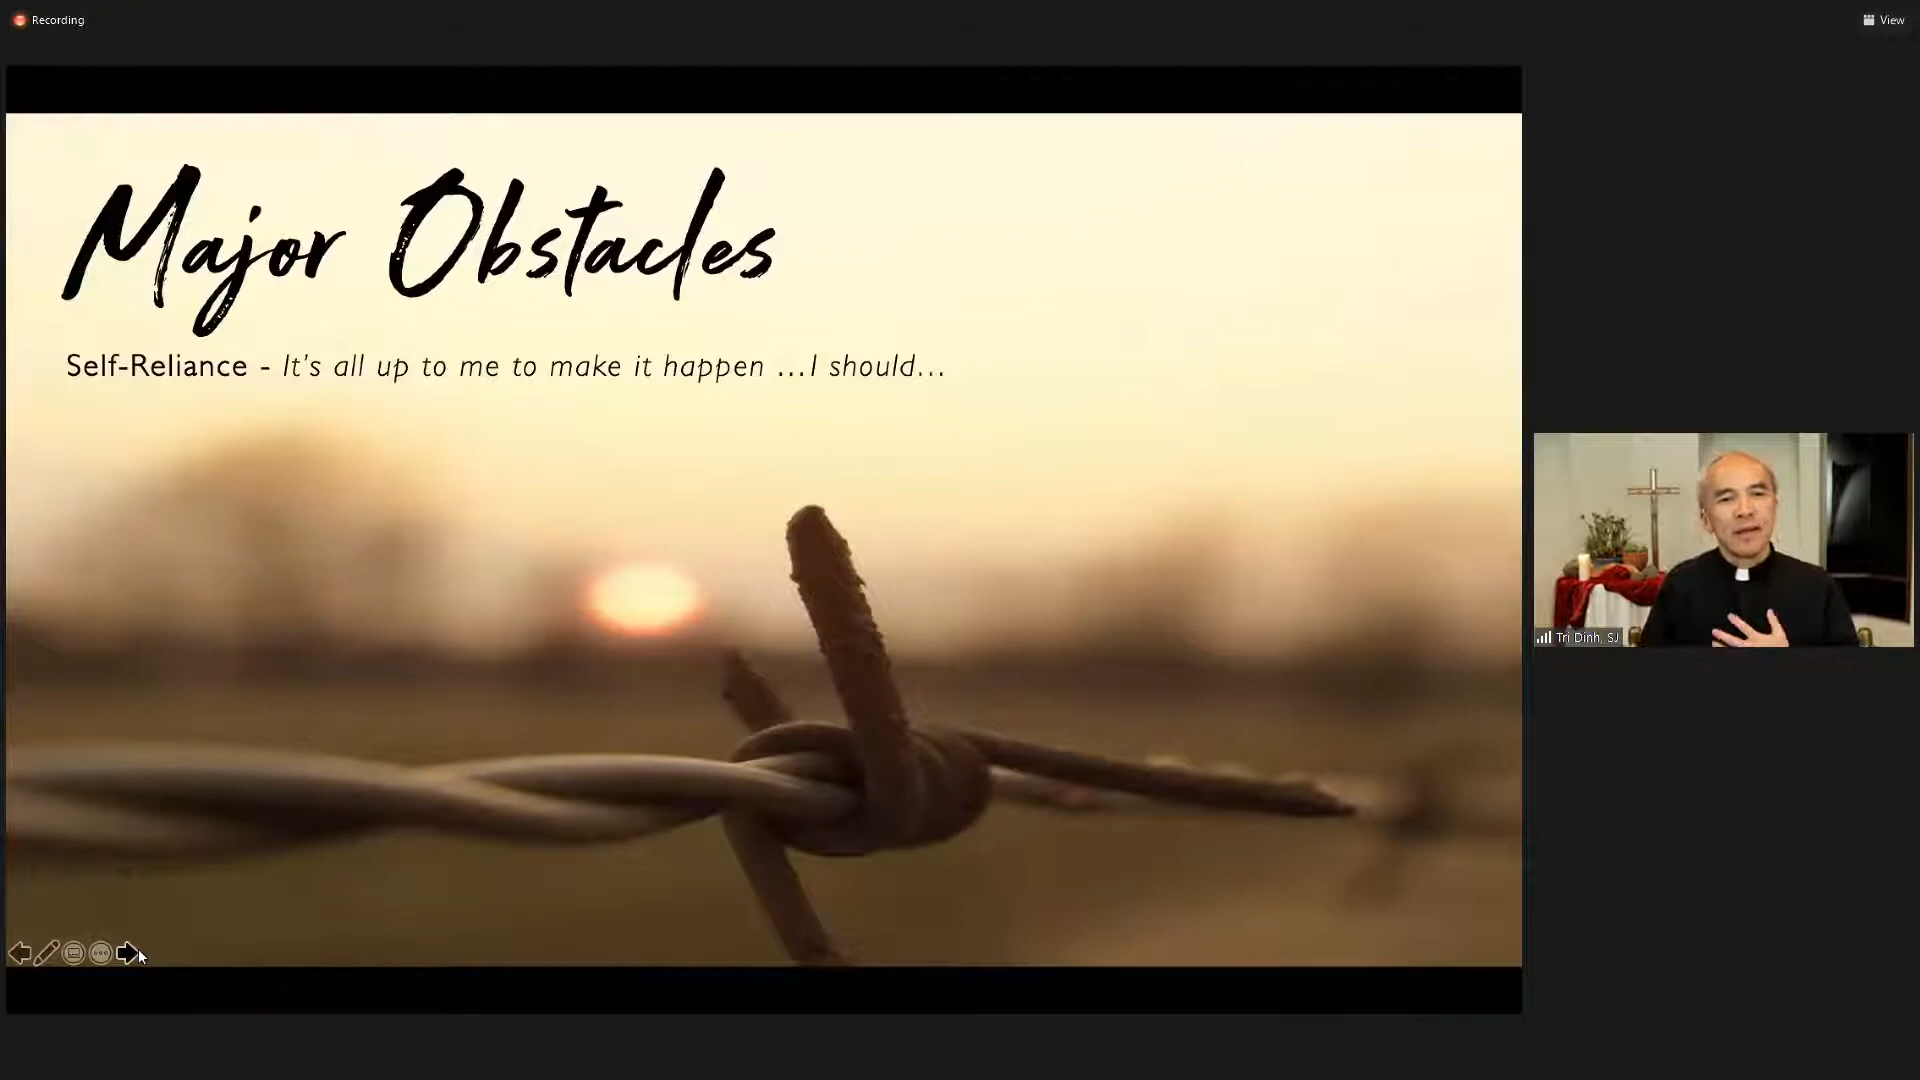 Recording
View
Major Obstacles
Self-Reliance - It's all up to me to make it happen ...I should...
Tri Dinh, SJ